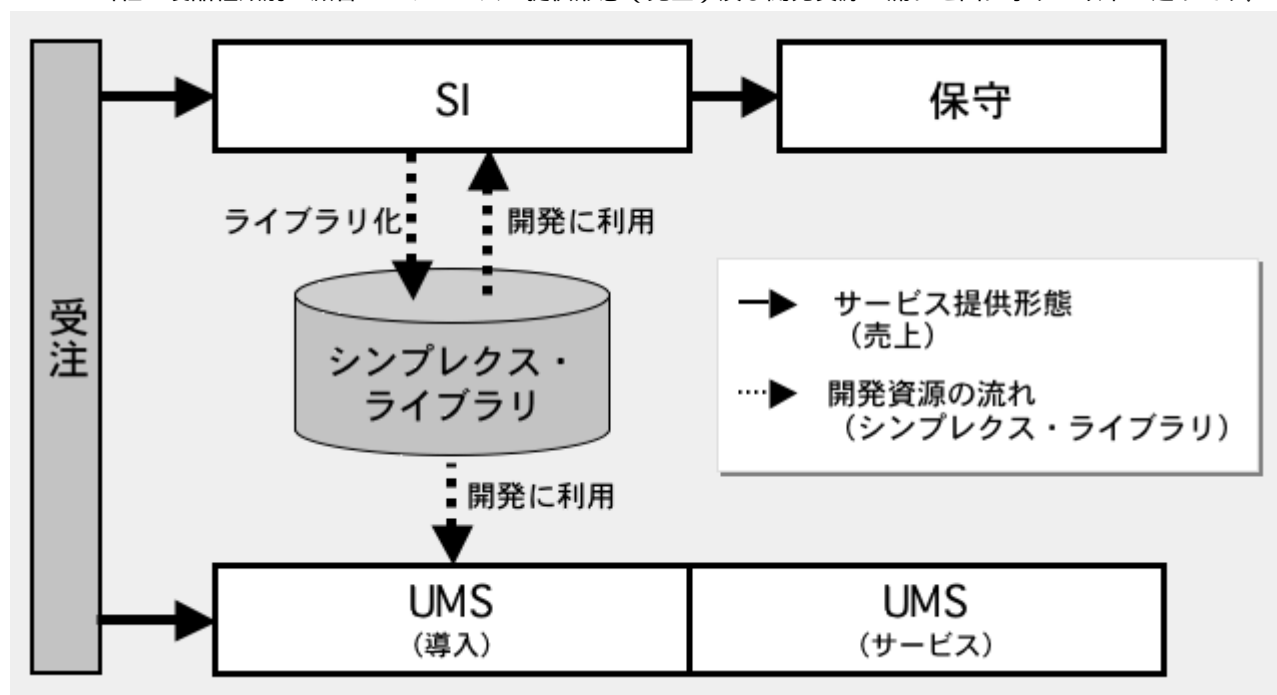 SI
保守
ライブラリ化
開発に利用
受注
シンプレクス・
ライブラリ
サービス提供形態
（売上）
開発資源の流れ
（シンプレクス・ライブラリ）
開発に利用
UMS
（導入）
UMS
（サービス）